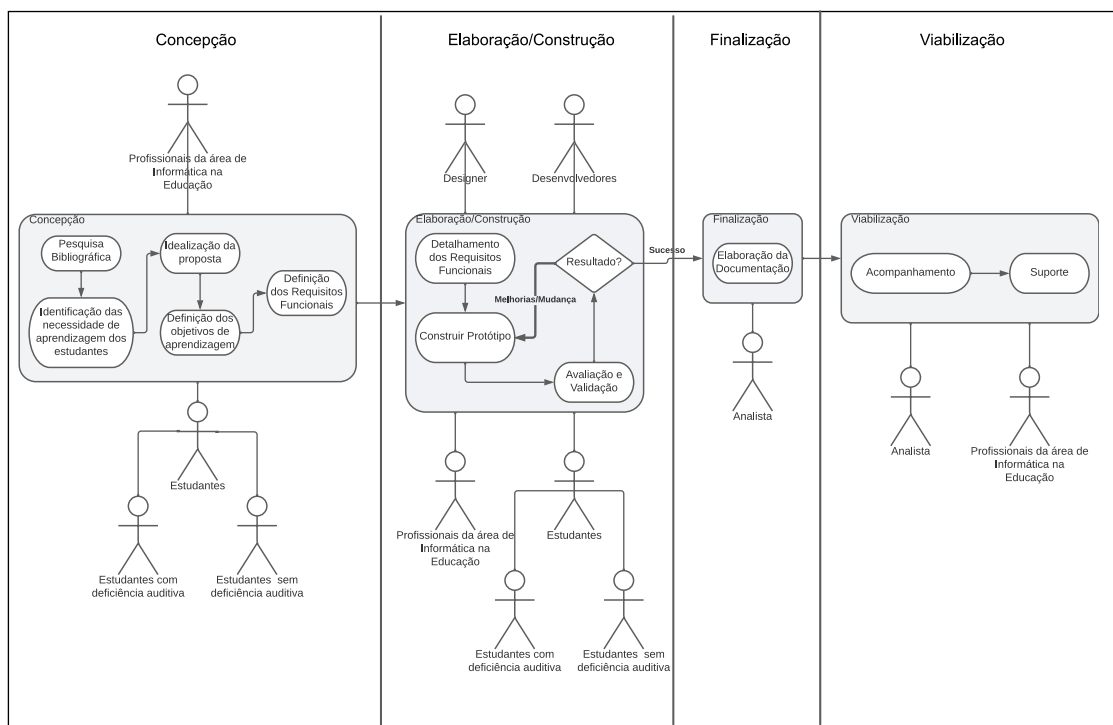 Concepção
Elaboração/Construção
Finalização
Viabilização
Profissionais da área de
Informática na
Educação
Designer
Desenvolvedores
Concepção
Pesquisa
Bibliográfica
Idealização da
proposta
Definição
dos Requisitos
Funcionais
Identificação das
necessidade de
aprendizagem dos
estudantes
Definição dos
objetivos de
aprendizagem
Elaboração/Construção
Detalhamento
dos Requisitos
Funcionais
Resultado?
Sucesso
Melhorias/Mudança
Construir Protótipo
Avaliação e
Validação
Finalização
Elaboração da
Documentação
Viabilização
Acompanhamento
Suporte
Estudantes
Estudantes com
deficiência auditiva
Estudantes sem
deficiência auditiva
Profissionais da área de
Informática na
Educação
Estudantes
Estudantes com
deficiência auditiva
Estudantes sem
deficiência auditiva
Analista
Analista
Profissionais da área de
Informática na
Educação